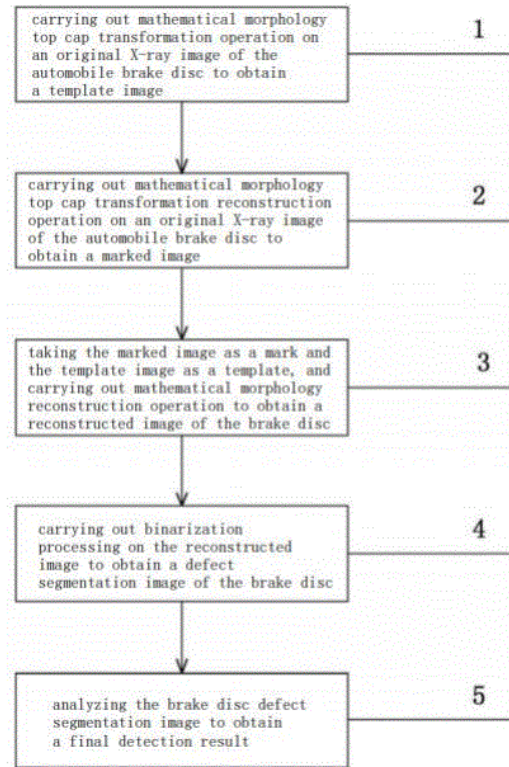 carrying out mathematical morphology
top cap transformation operation on
an original X-ray image of the
automobile brake disc to obtain
a template image
1
carrying out mathematical morphology
top cap transformation reconstruction
operation on an original X-ray image
of the automobile brake disc to
obtain a marked image
2
taking the marked image as a mark and
the template image as a template, and
carrying out mathematical morphology
reconstruction operation to obtain a
reconstructed image of the brake disc
3
carrying out binarization
processing on the reconstructed
image to obtain a defect
segmentation image of the brake disc
4
analyzing the brake disc defect
segmentation image to obtain
a final detection result
5